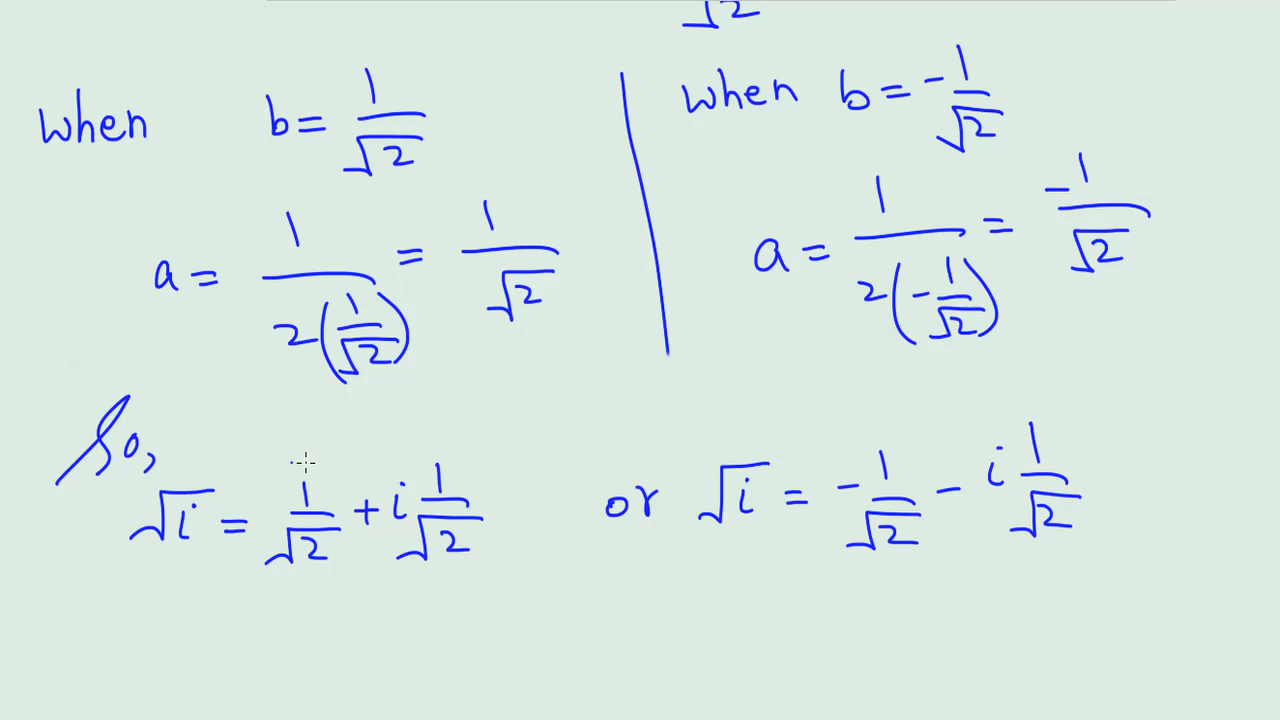 √2
when b = 1/√2
a = 1/(2(1/√2)) = 1/√2
when b = -1/√2
a = 1/(2(-1/√2)) = -1/√2
So,
√i = 1/√2 + i 1/√2 or √i = -1/√2 - i 1/√2